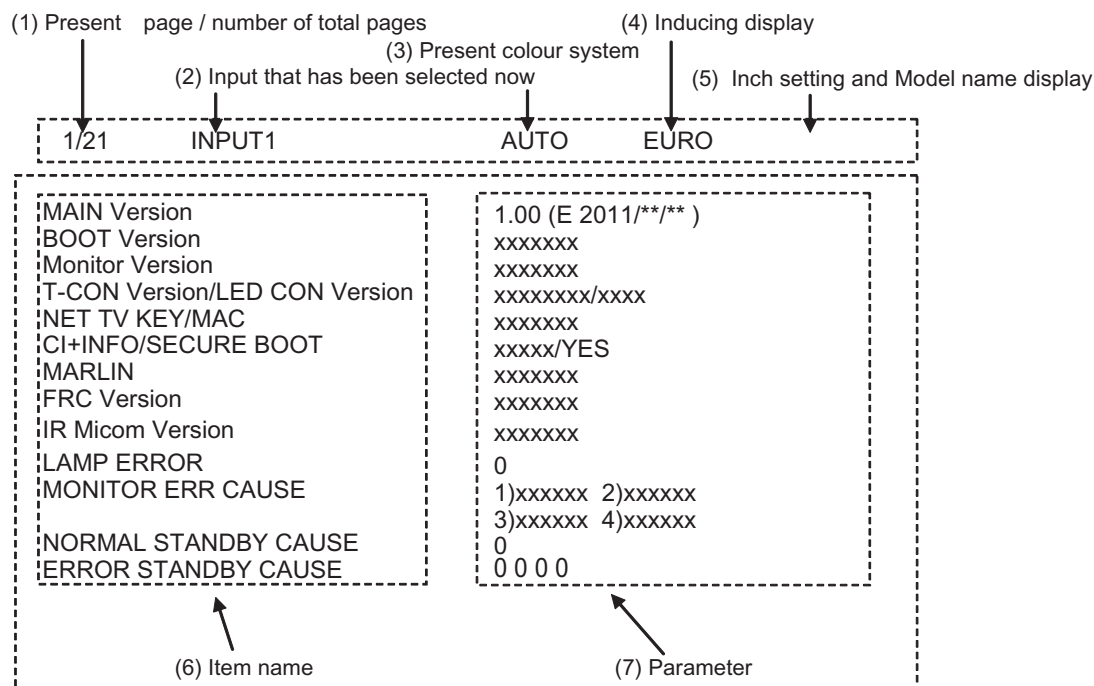 (1) Present page / number of total pages
(4) Inducing display
(3) Present colour system
(2) Input that has been selected now
(5) Inch setting and Model name display
1/21 INPUT1 AUTO EURO
MAIN Version 1.00 (E 2011/**/** )
BOOT Version xxxxxxx
Monitor Version xxxxxxx
T-CON Version/LED CON Version xxxxxxxx/xxxx
NET TV KEY/MAC xxxxxxx
CI+INFO/SECURE BOOT xxxxx/YES
MARLIN xxxxxxx
FRC Version xxxxxxx
IR Micom Version xxxxxxx
LAMP ERROR 0
MONITOR ERR CAUSE 1)xxxxxx 2)xxxxxx
3)xxxxxx 4)xxxxxx
NORMAL STANDBY CAUSE 0
ERROR STANDBY CAUSE 0 0 0 0
(6) Item name
(7) Parameter